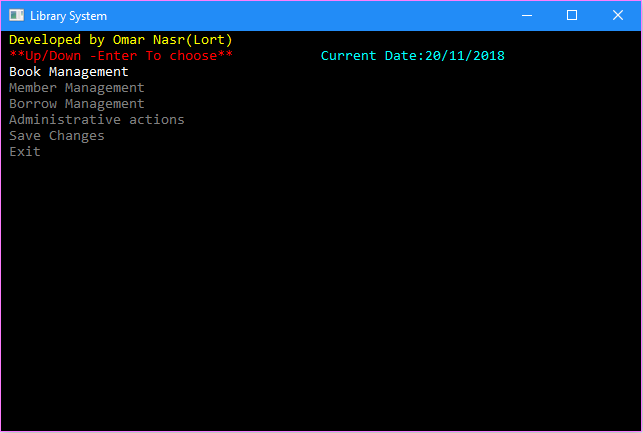 Library System
Developed by Omar Nasr(Lort)
**Up/Down -Enter To choose** Current Date:20/11/2018
Book Management
Member Management
Borrow Management
Administrative actions
Save Changes
Exit